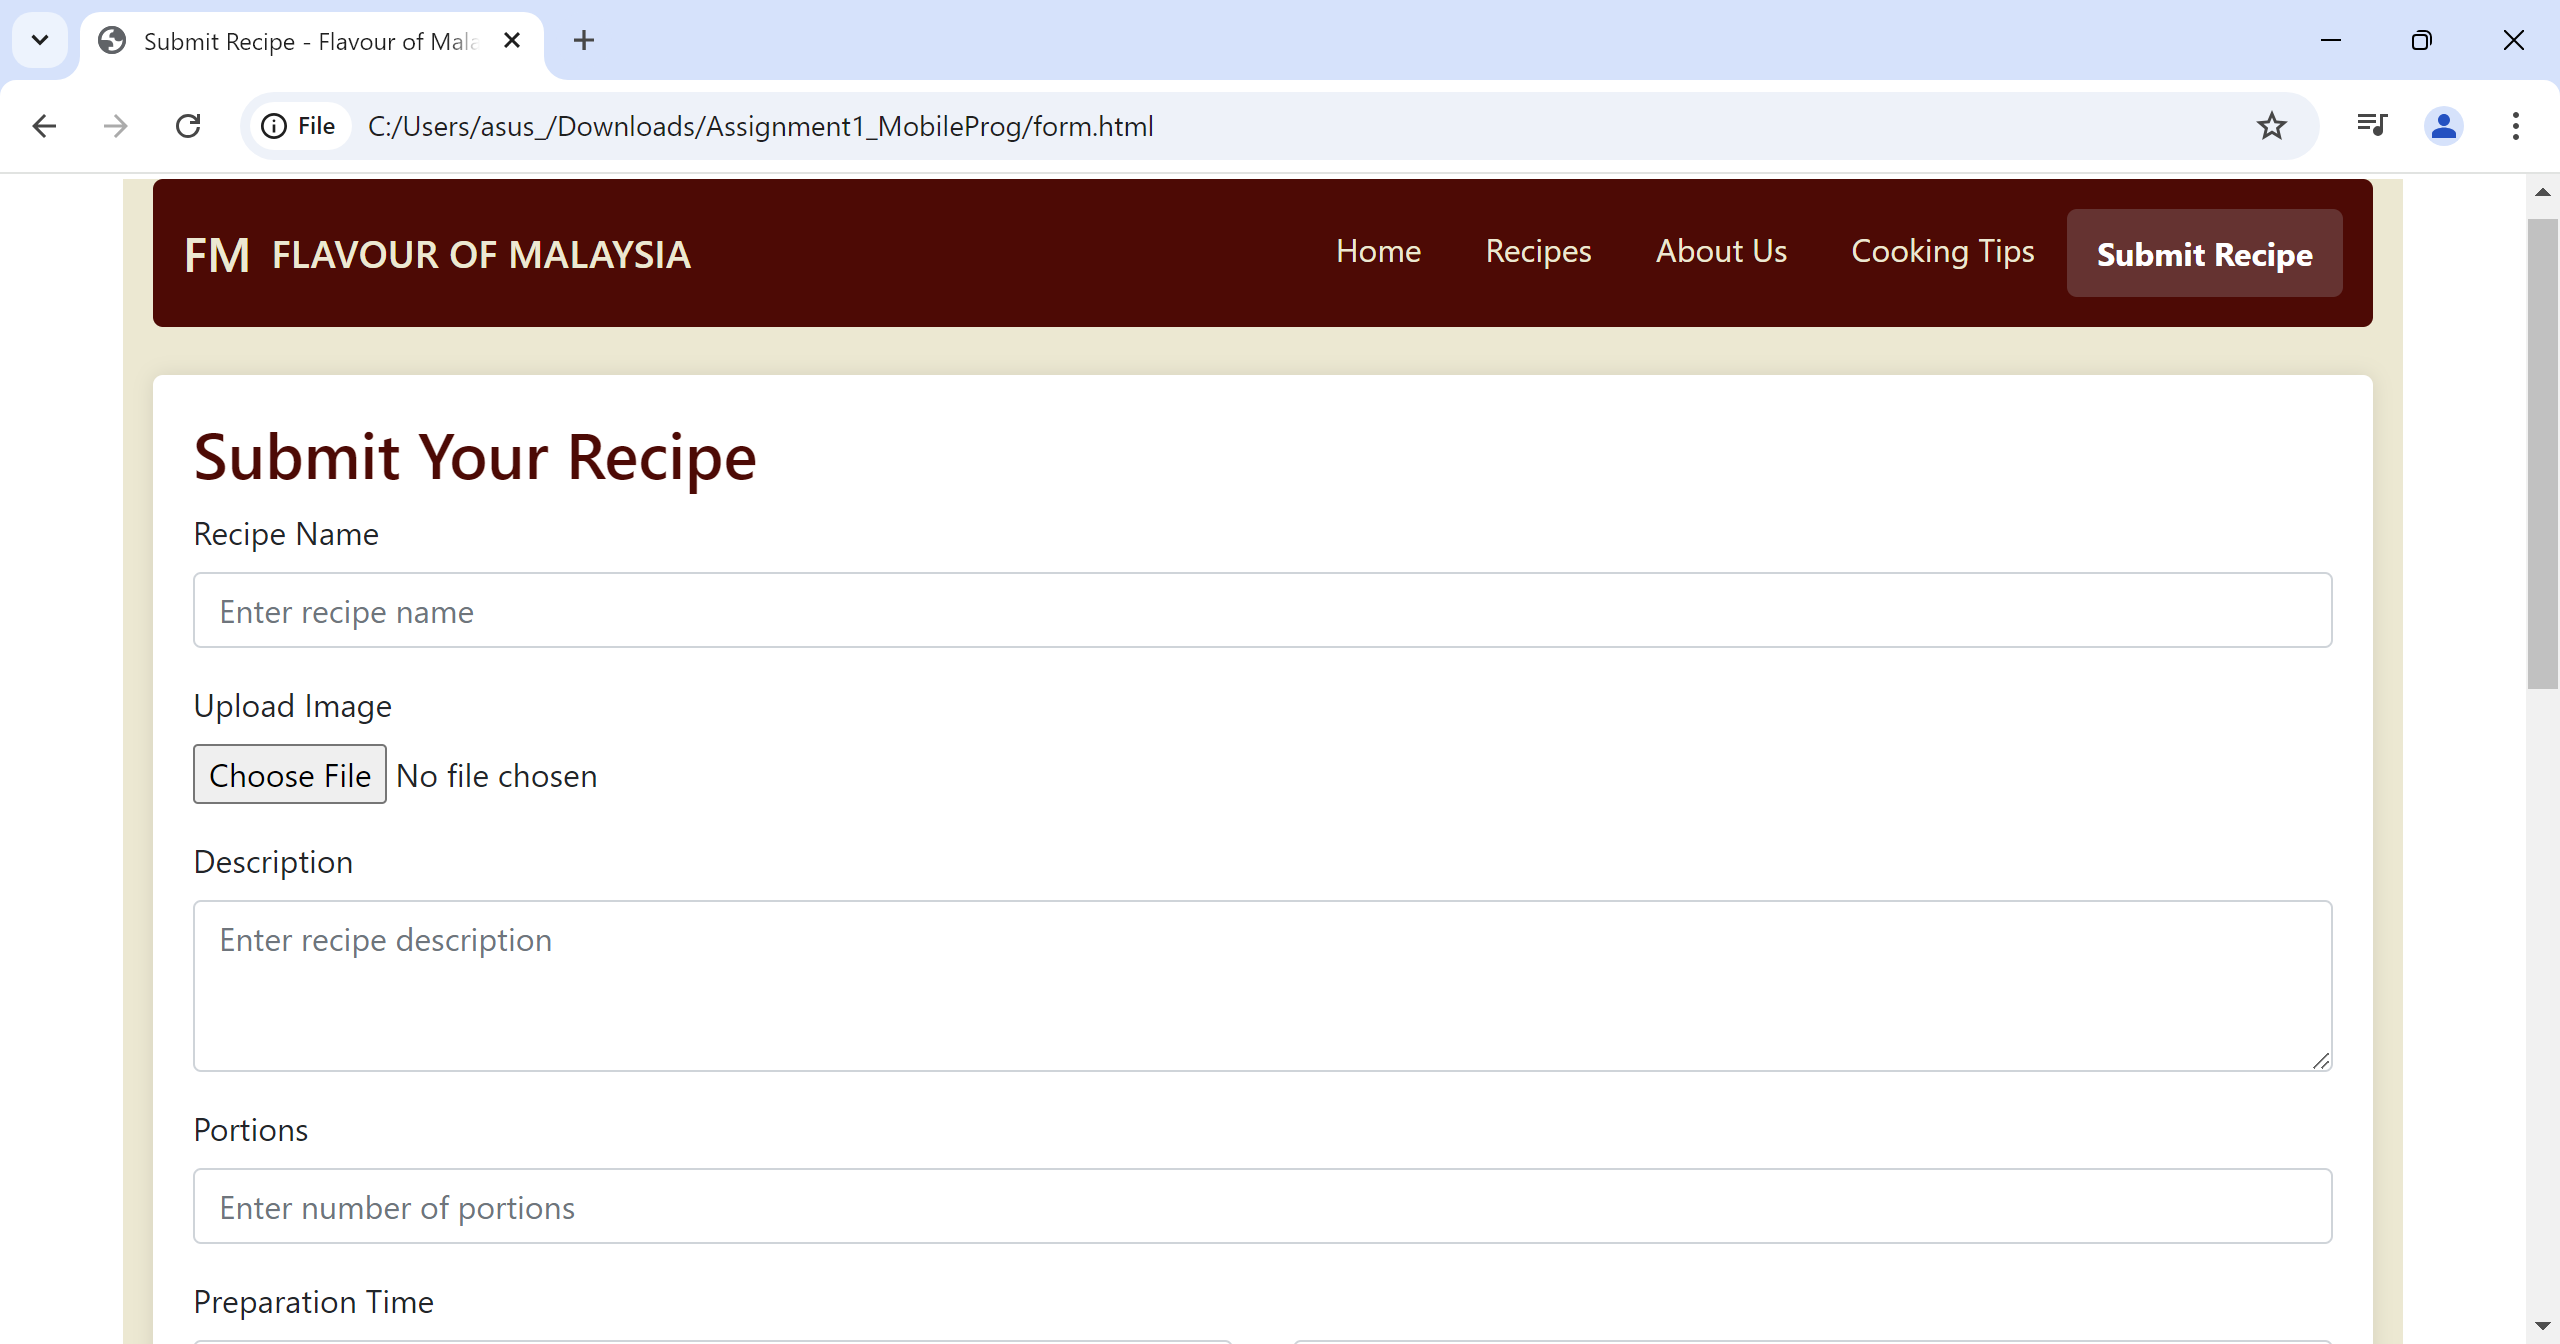 Submit Recipe - Flavour of Mala
File C:/Users/asus_/Downloads/Assignment1_MobileProg/form.html
FM FLAVOUR OF MALAYSIA Home Recipes About Us Cooking Tips Submit Recipe
Submit Your Recipe
Recipe Name
Enter recipe name
Upload Image
Choose File No file chosen
Description
Enter recipe description
Portions
Enter number of portions
Preparation Time